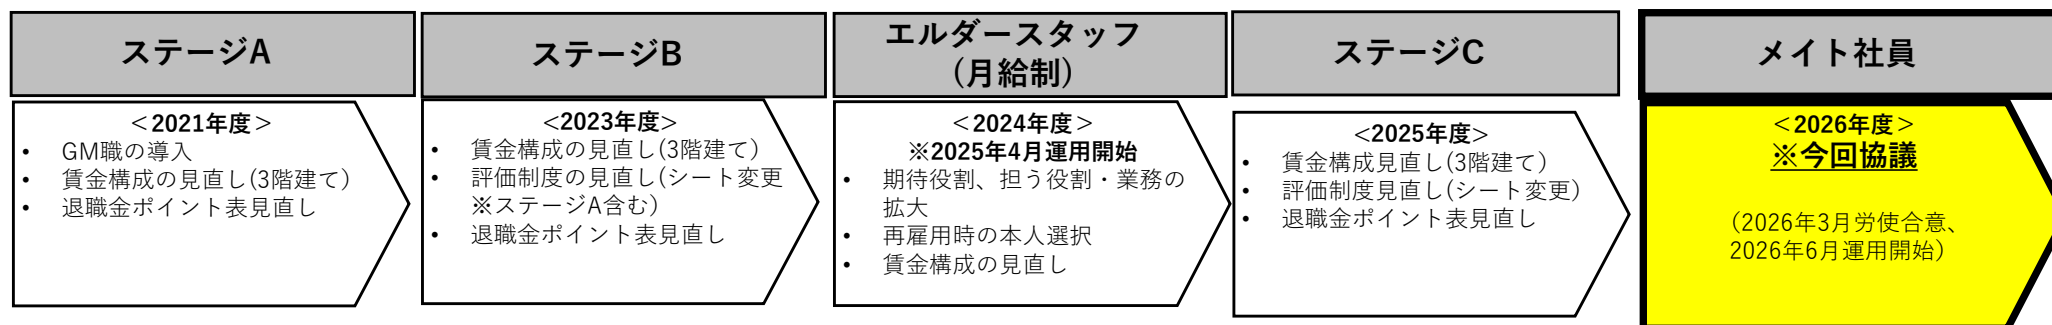 ステージA
<2021年度>
• GM職の導入
• 賃金構成の見直し(3階建て)
• 退職金ポイント表見直し
ステージB
<2023年度>
• 賃金構成の見直し(3階建て)
• 評価制度の見直し(シート変更
※ステージA含む)
• 退職金ポイント表見直し
エルダースタッフ
(月給制)
<2024年度>
※2025年4月運用開始
• 期待役割、担う役割・業務の
拡大
• 再雇用時の本人選択
• 賃金構成の見直し
ステージC
<2025年度>
• 賃金構成見直し(3階建て)
• 評価制度見直し(シート変更)
• 退職金ポイント表見直し
メイト社員
<2026年度>
※今回協議
(2026年3月労使合意、
2026年6月運用開始)